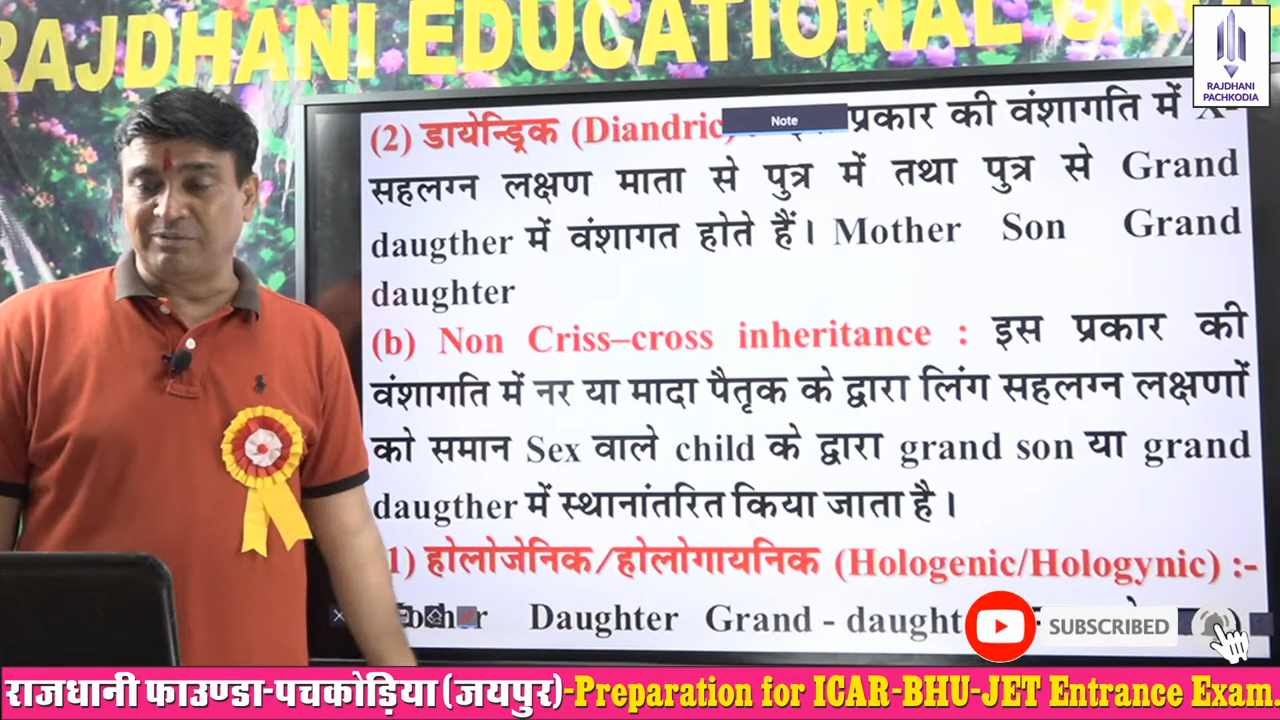 RAJDHANI EDUCATIONAL
RAJDHANI
PACHKODIA
Note
(2) डायेन्ड्रिक (Diandric) प्रकार की वंशागति में X-
सहलग्न लक्षण माता से पुत्र में तथा पुत्र से Grand
daugther में वंशागत होते हैं। Mother Son Grand
daughter
(b) Non Criss–cross inheritance : इस प्रकार की
वंशागति में नर या मादा पैतृक के द्वारा लिंग सहलग्न लक्षणों
को समान Sex वाले child के द्वारा grand son या grand
daugther में स्थानांतरित किया जाता है।
1) होलोजेनिक/होलोगायनिक (Hologenic/Hologynic) :-
Daughter Grand - daught
SUBSCRIBED
राजधानी फाउण्डा-पचकोड़िया (जयपुर)-Preparation for ICAR-BHU-JET Entrance Exam.